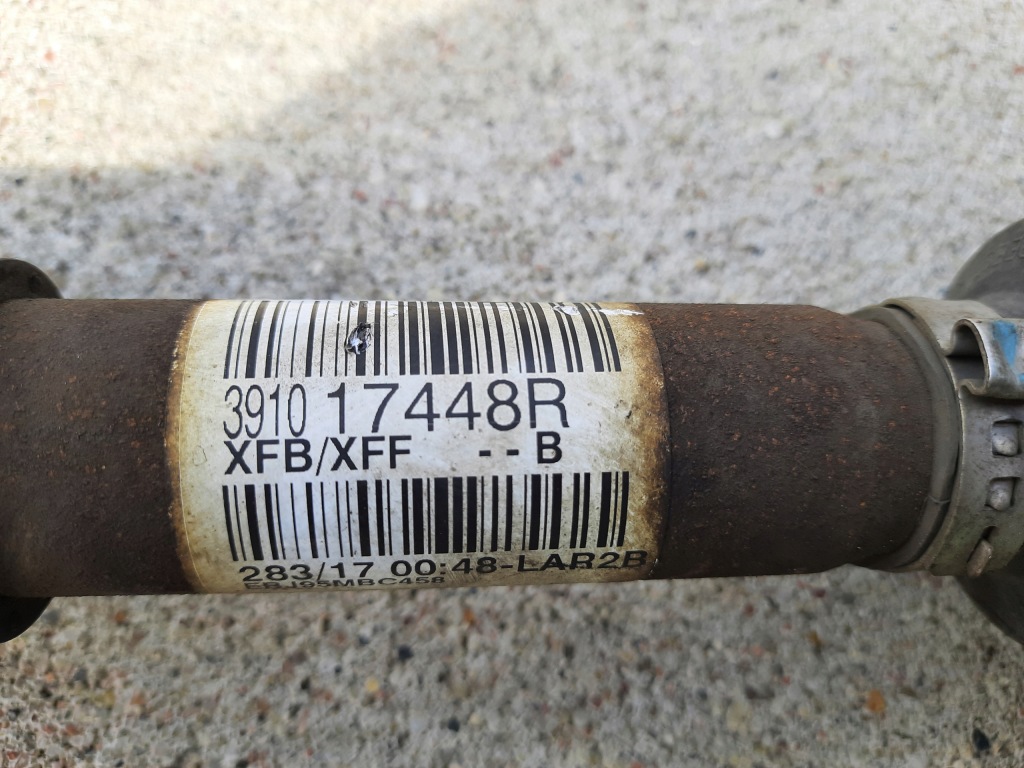 3910 17448R
XFB/XFF -- B
283/17 00:48-LAR2B